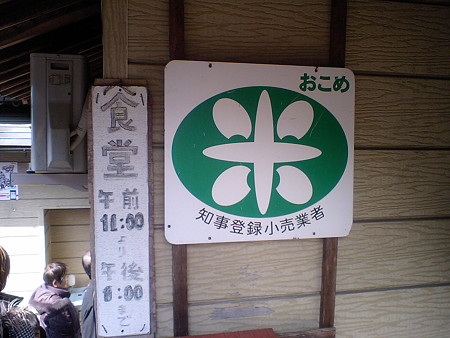 食堂
午前
11:00
より
午後
6:00
まで
おこめ
知事登録小売業者